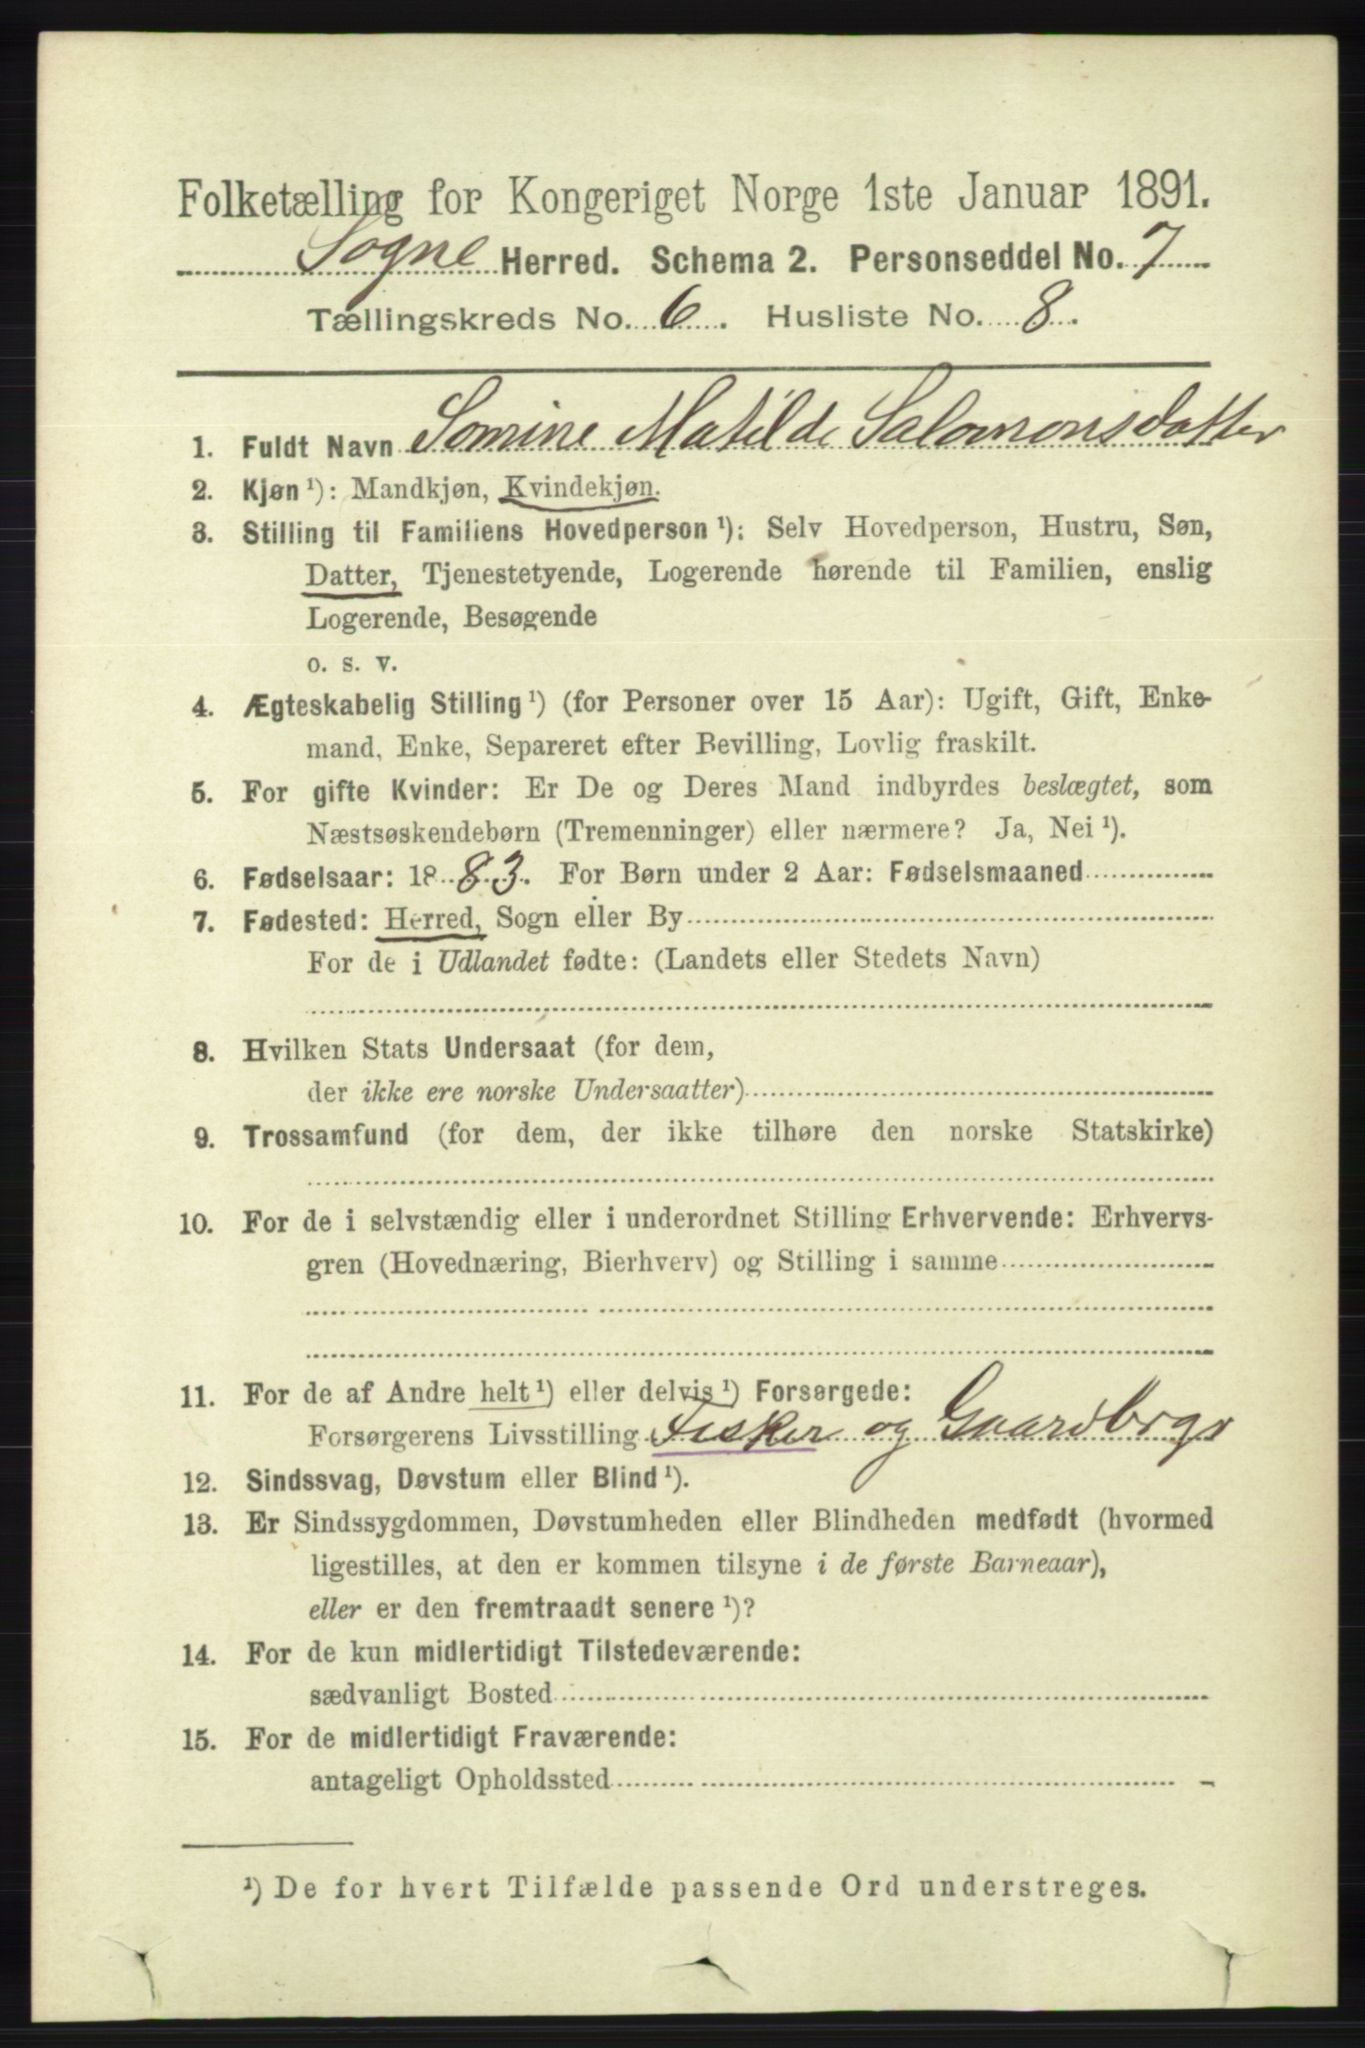 Folketælling for Kongeriget Norge 1ste Januar 1891.
Sogne Herred. Schema 2. Personseddel No. 7
Tællingskreds No. 6. Husliste No. 8.
1. Fuldt Navn Somine Matilde Salomonsdatter
2. Kjøn ¹): Mandkjøn, Kvindekjøn.
3. Stilling til Familiens Hovedperson ¹): Selv Hovedperson, Hustru, Søn,
Datter, Tjenestetyende, Logerende hørende til Familien, enslig
Logerende, Besøgende
o. s. v.
4. Ægteskabelig Stilling ¹) (for Personer over 15 Aar): Ugift, Gift, Enke-
mand, Enke, Separeret efter Bevilling, Lovlig fraskilt.
5. For gifte Kvinder: Er De og Deres Mand indbyrdes beslægtet, som
Næstsøskendebørn (Tremenninger) eller nærmere? Ja, Nei ¹).
6. Fødselsaar: 1883. For Børn under 2 Aar: Fødselsmaaned
7. Fødested: Herred, Sogn eller By
For de i Udlandet fødte: (Landets eller Stedets Navn)
8. Hvilken Stats Undersaat (for dem,
der ikke ere norske Undersaatter)
9. Trossamfund (for dem, der ikke tilhøre den norske Statskirke)
10. For de i selvstændig eller i underordnet Stilling Erhvervende: Erhvervs-
gren (Hovednæring, Bierhverv) og Stilling i samme
11. For de af Andre helt ¹) eller delvis ¹) Forsørgede:
Forsørgerens Livsstilling Fisker og Gaardbrgr
12. Sindssvag, Døvstum eller Blind ¹).
13. Er Sindssygdommen, Døvstumheden eller Blindheden medfødt (hvormed
ligestilles, at den er kommen tilsyne i de første Barneaar),
eller er den fremtraadt senere ¹)?
14. For de kun midlertidigt Tilstedeværende:
sædvanligt Bosted
15. For de midlertidigt Fraværende:
antageligt Opholdssted
¹) De for hvert Tilfælde passende Ord understreges.